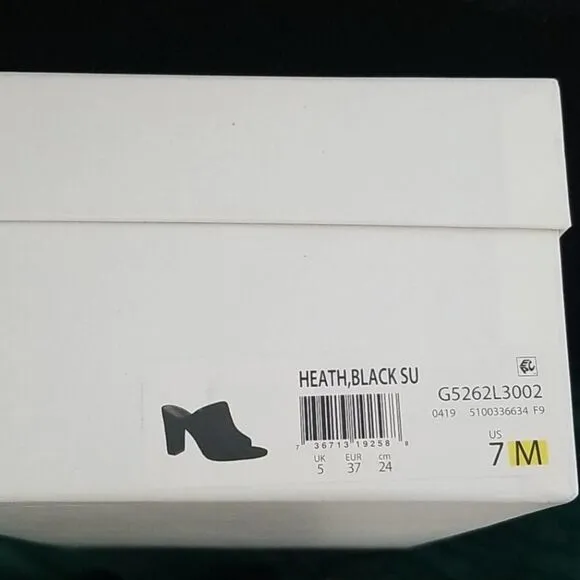 HEATH,BLACK SU
G5262L3002
0419 5100336634 F9
7 36713 19258 8
UK EUR cm
5 37 24
US
7 M